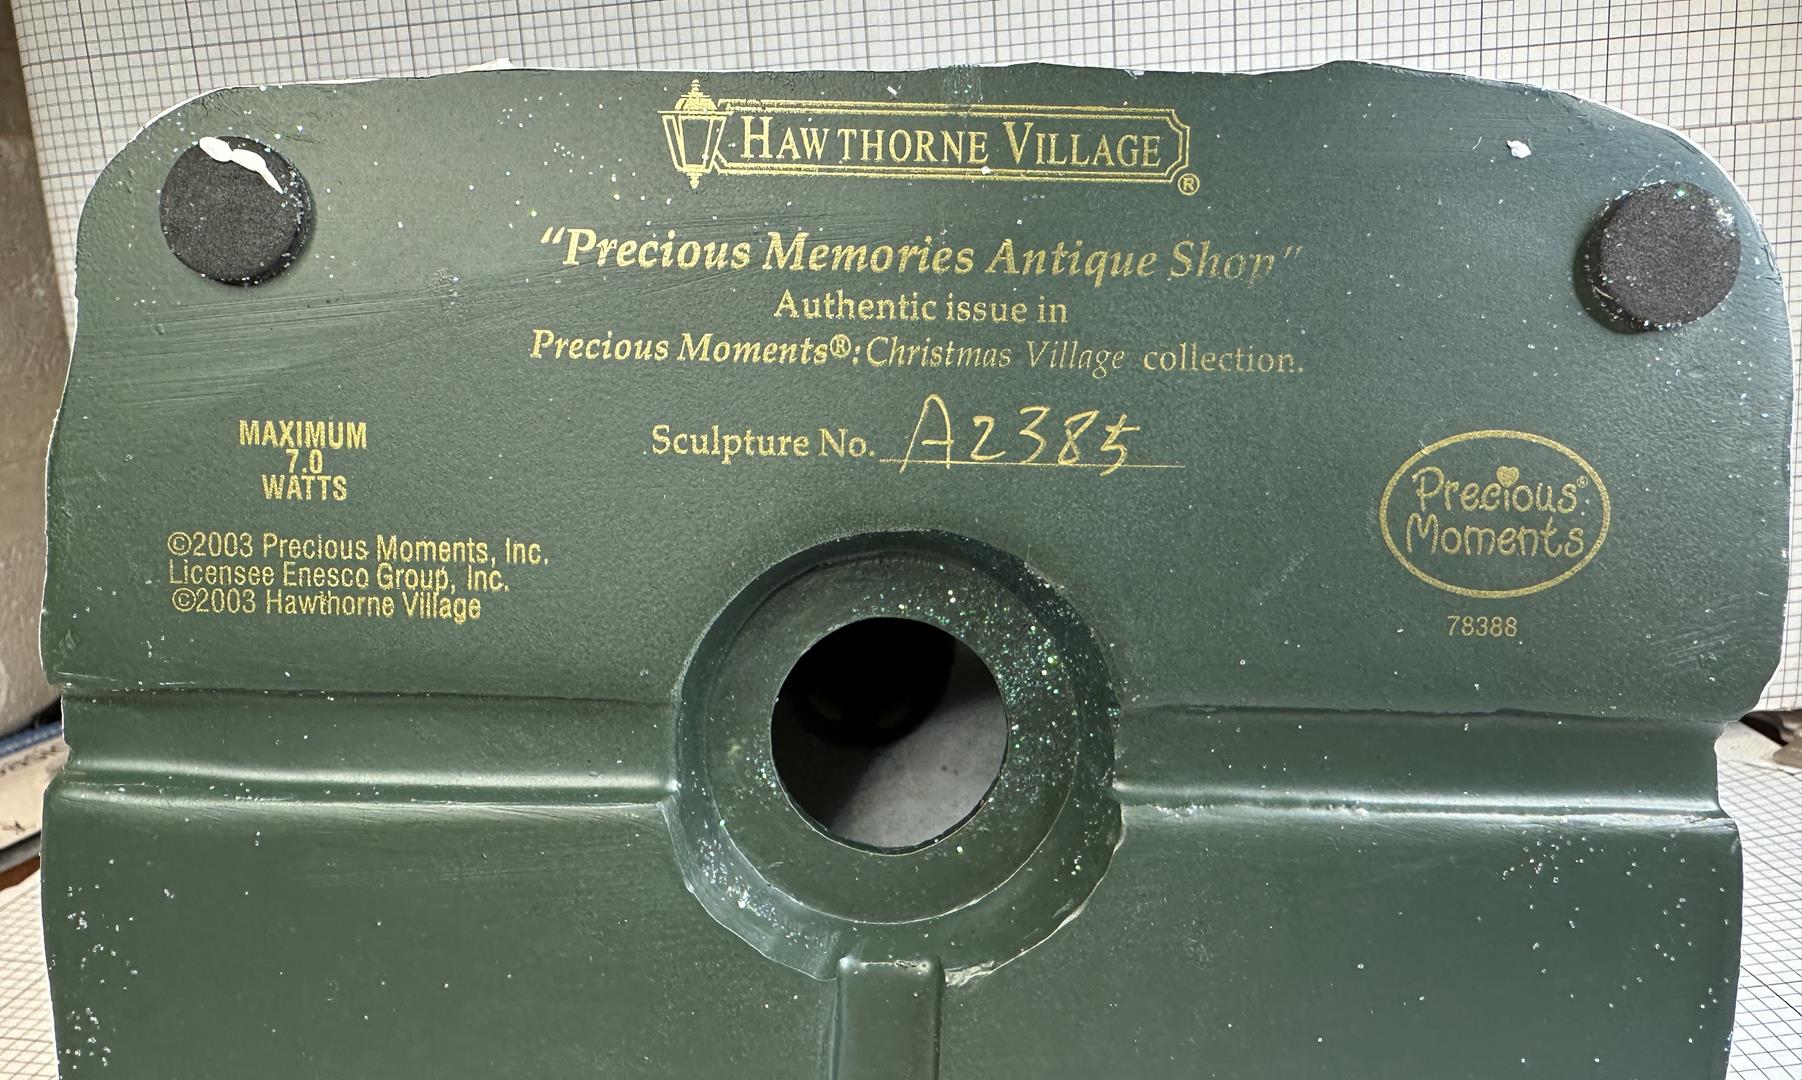 HAWTHORNE VILLAGE ®
“Precious Memories Antique Shop”
Authentic issue in
Precious Moments®: Christmas Village collection.
Sculpture No. A2385
MAXIMUM
7.0
WATTS
©2003 Precious Moments, Inc.
Licensee Enesco Group, Inc.
©2003 Hawthorne Village
Precious®
Moments
78388